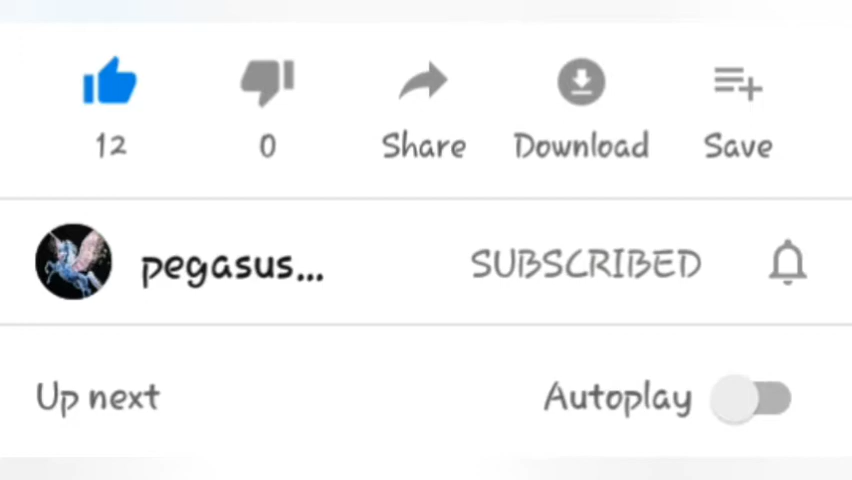 12 0 Share Download Save
pegasus... SUBSCRIBED
Up next Autoplay